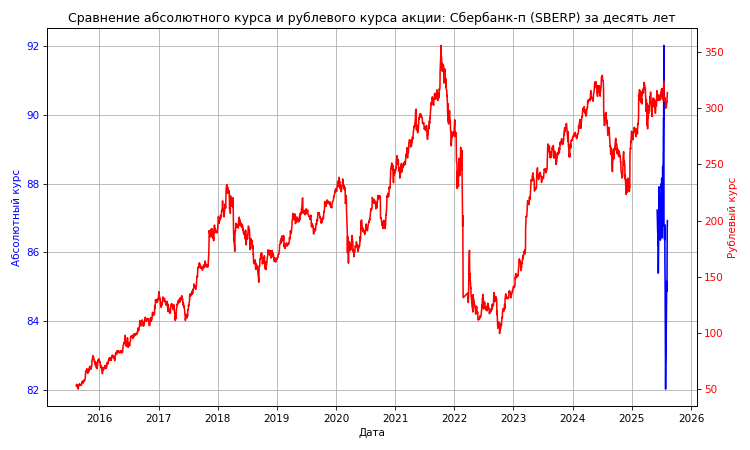 Сравнение абсолютного курса и рублевого курса акции: Сбербанк-п (SBERP) за десять лет
92
90
88
86
84
82
Абсолютный курс
350
300
250
200
150
100
50
Рублевый курс
2016 2017 2018 2019 2020 2021 2022 2023 2024 2025 2026
Дата